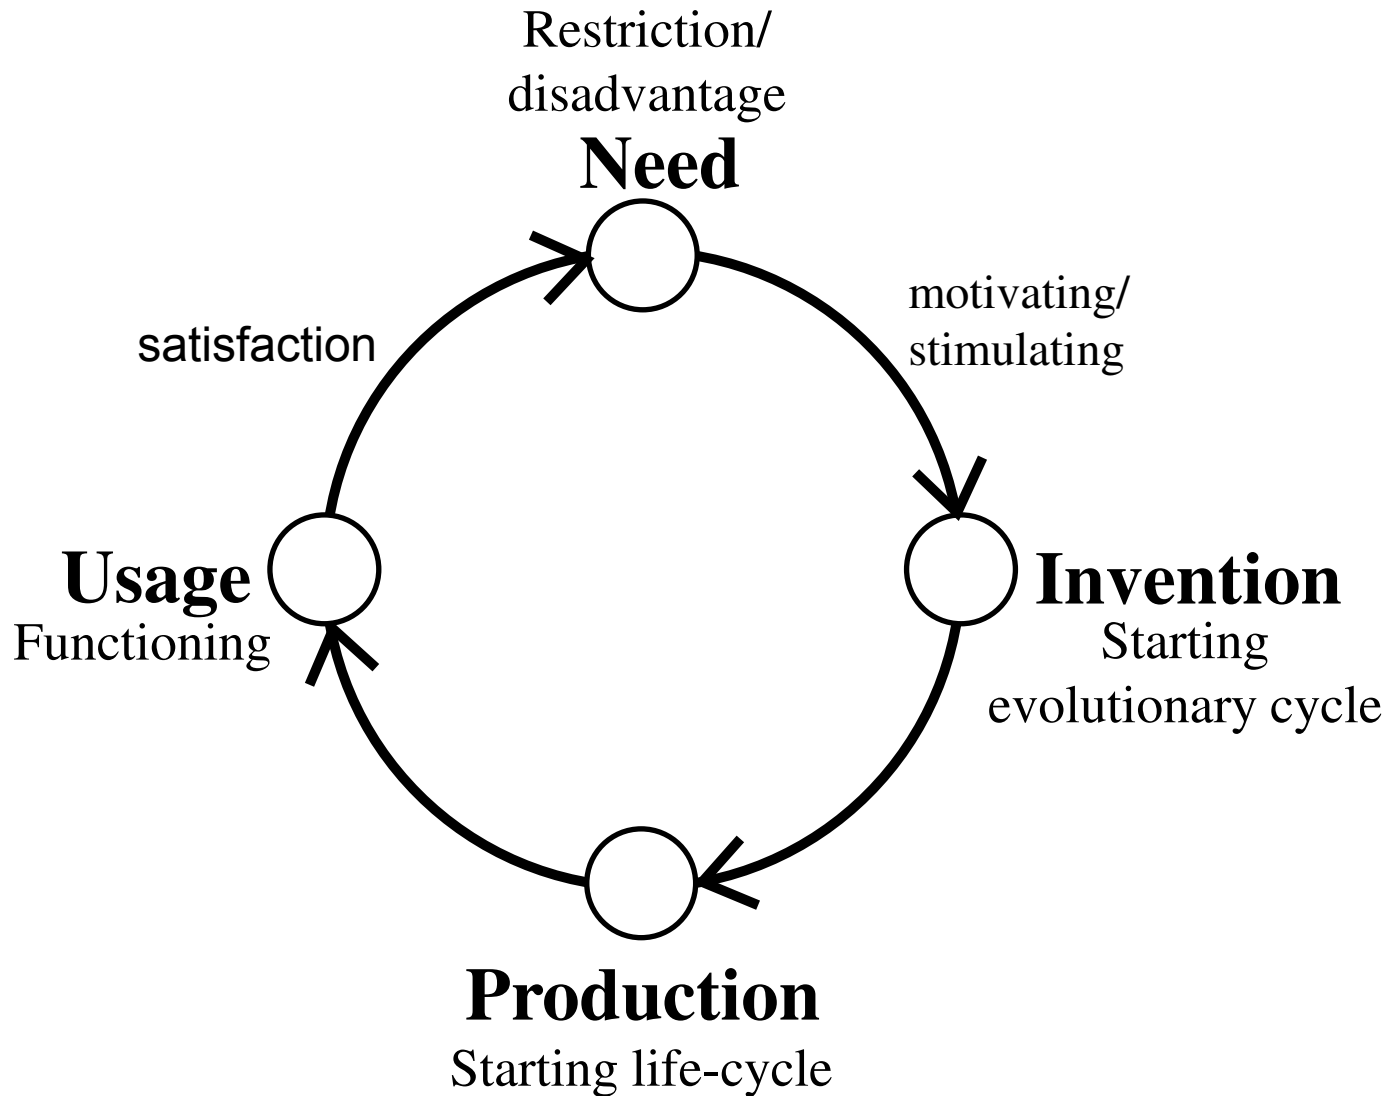 Restriction/
disadvantage
Need
motivating/
stimulating
satisfaction
Usage
Functioning
Invention
Starting
evolutionary cycle
Production
Starting life-cycle